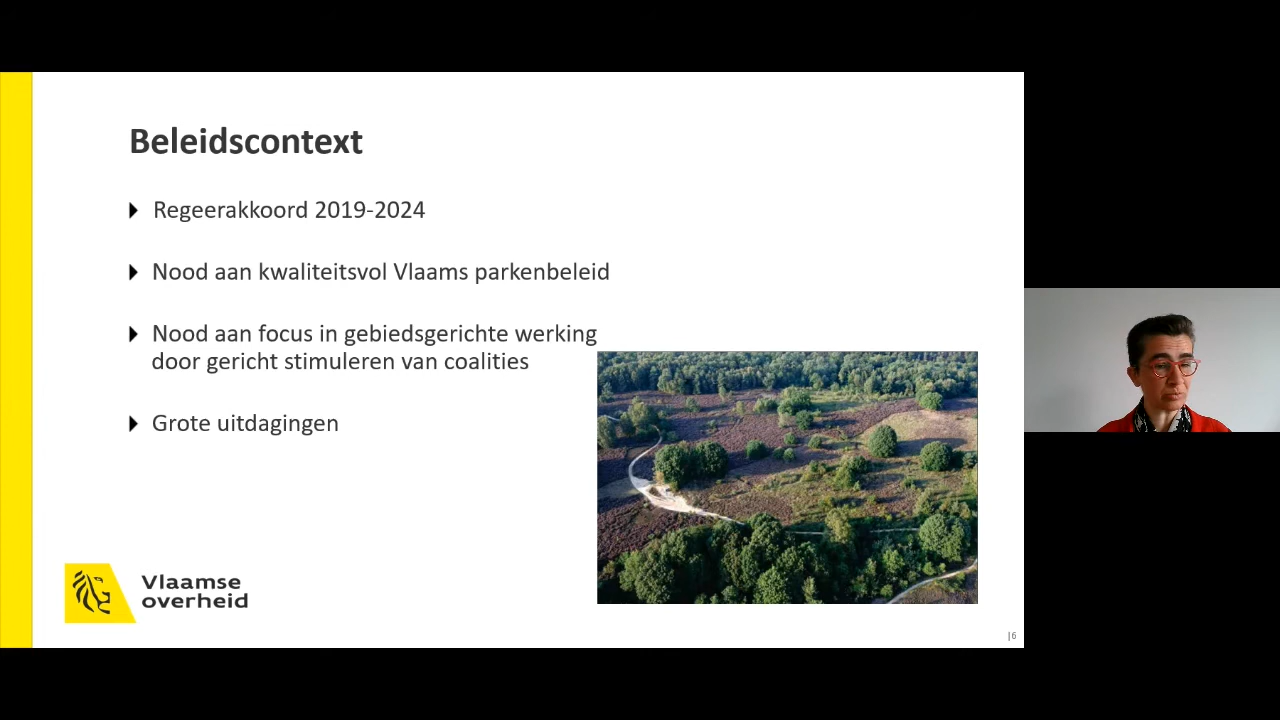 Beleidscontext
Regeerakkoord 2019-2024
Nood aan kwaliteitsvol Vlaams parkenbeleid
Nood aan focus in gebiedsgerichte werking
door gericht stimuleren van coalities
Grote uitdagingen
Vlaamse
overheid
|6